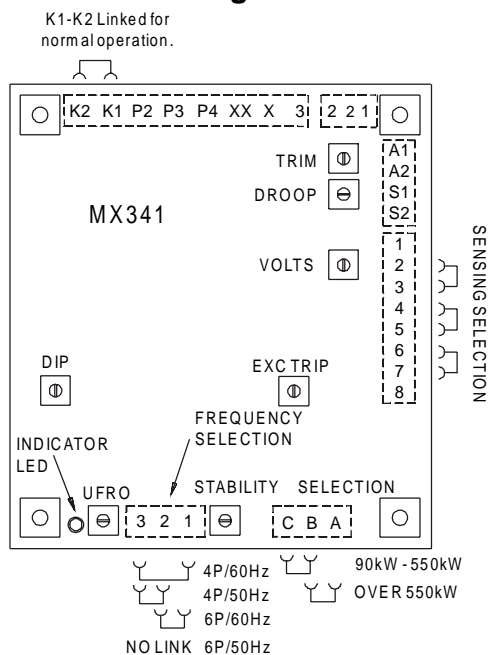 K1-K2 Linked for
normal operation.
K2 K1 P2 P3 P4 XX X 3 2 2 1
A1
TRIM
A2
DROOP
S1
S2
MX341
1
VOLTS
2
3
4
5
6
7
8
SENSING SELECTION
DIP
EXC TRIP
FREQUENCY
SELECTION
INDICATOR
LED
UFRO
STABILITY SELECTION
3 2 1
C B A
90kW - 550kW
4P/60Hz
OVER 550kW
4P/50Hz
6P/60Hz
NO LINK 6P/50Hz